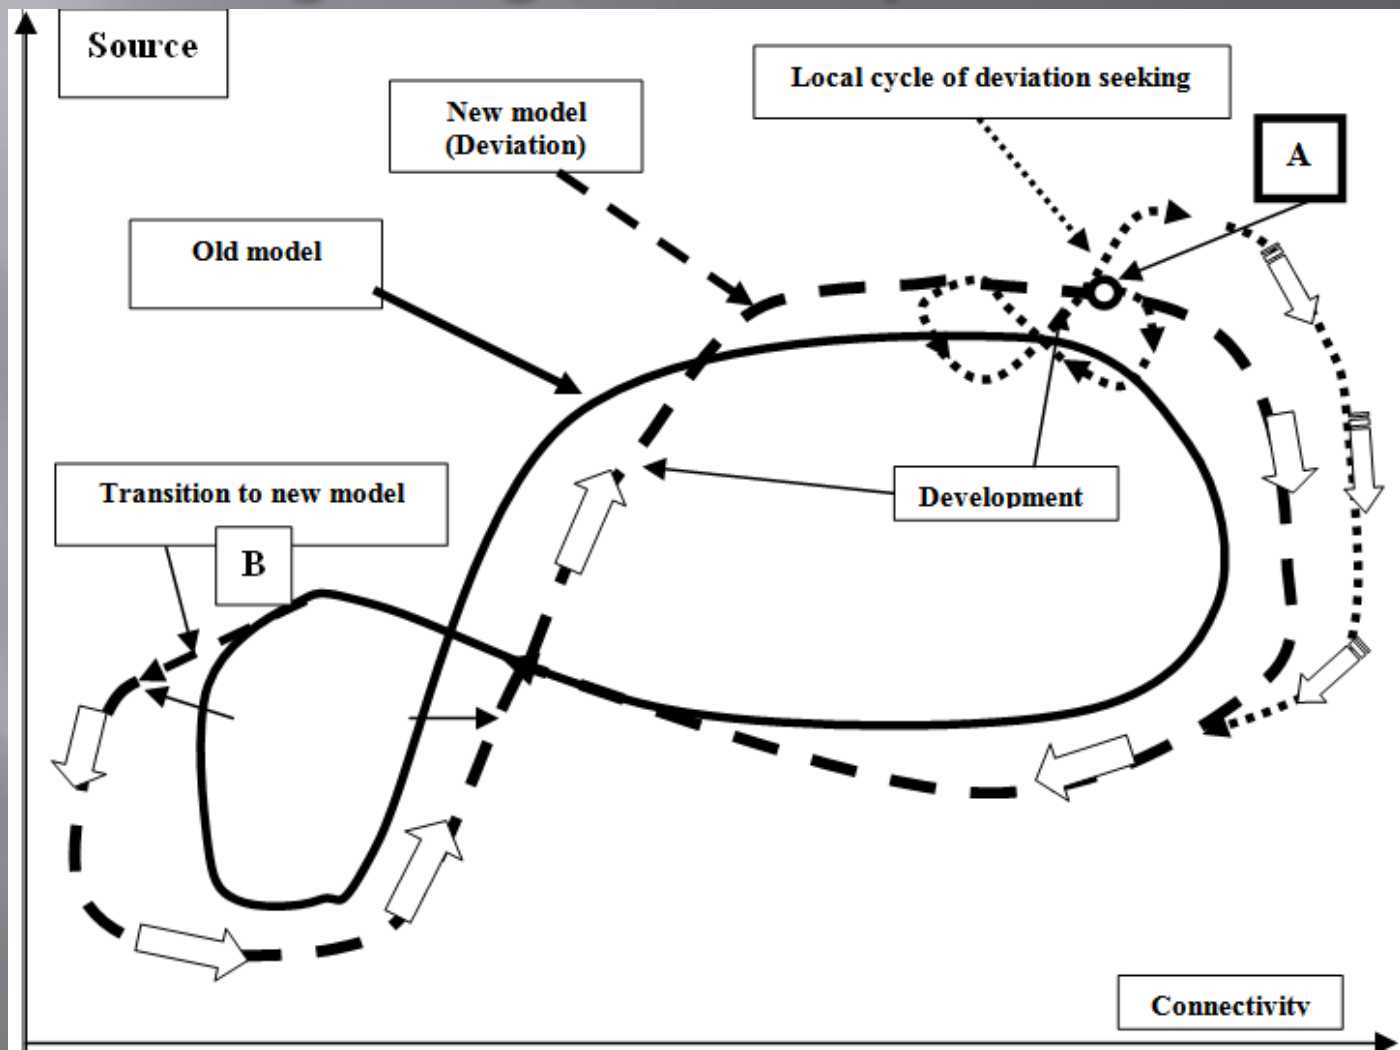 Source
Local cycle of deviation seeking
New model
(Deviation)
A
Old model
Transition to new model
Development
B
Connectivity